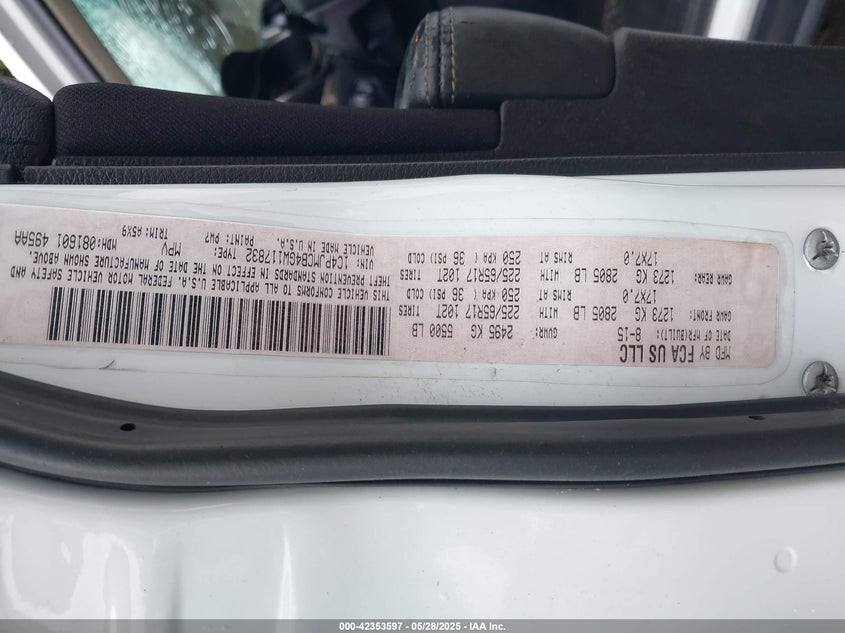 MFD BY FCA US LLC
DATE OF MFR(BUILT): 8-15 GVWR: 2495 KG 5500 LB
GAWR FRONT: 1273 KG 2805 LB WITH 225/65R17 102T TIRES
17X7.0 RIMS AT 250 KPA ( 36 PSI) COLD
GAWR REAR: 1273 KG 2805 LB WITH 225/65R17 102T TIRES
17X7.0 RIMS AT 250 KPA ( 36 PSI) COLD
THIS VEHICLE CONFORMS TO ALL APPLICABLE U.S.A. FEDERAL MOTOR VEHICLE SAFETY AND
THEFT PREVENTION STANDARDS IN EFFECT ON THE DATE OF MANUFACTURE SHOWN ABOVE.
VIN: 1C4PJMCB4GW117832 TYPE: MPV MDH:081601 495AA
VEHICLE MADE IN U.S.A. PAINT: PW7 TRIM:A5X9
000-42353597 - 05/28/2025 - IAA Inc.